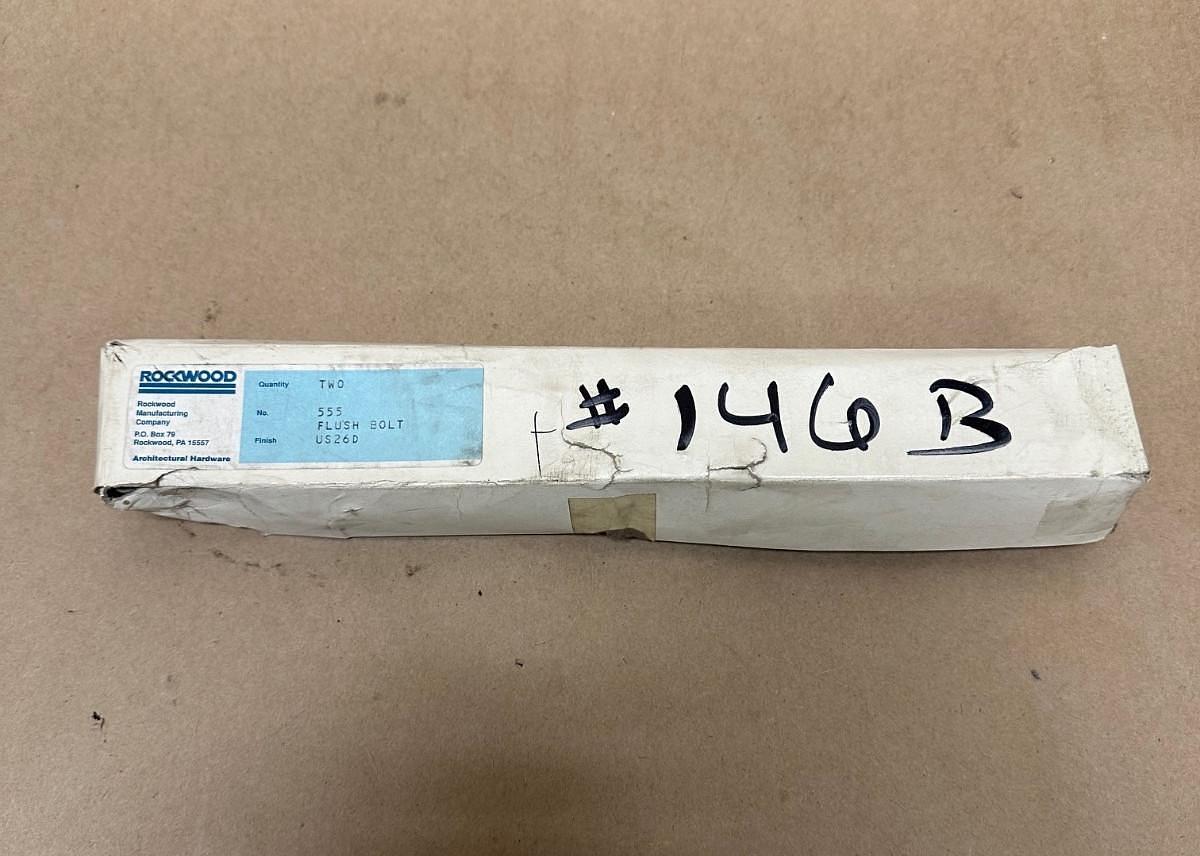 ROCKWOOD
Rockwood
Manufacturing
Company
P.O. Box 79
Rockwood, PA 15557
Architectural Hardware
Quantity TWO
No. 555
FLUSH BOLT
Finish US26D
#146 B